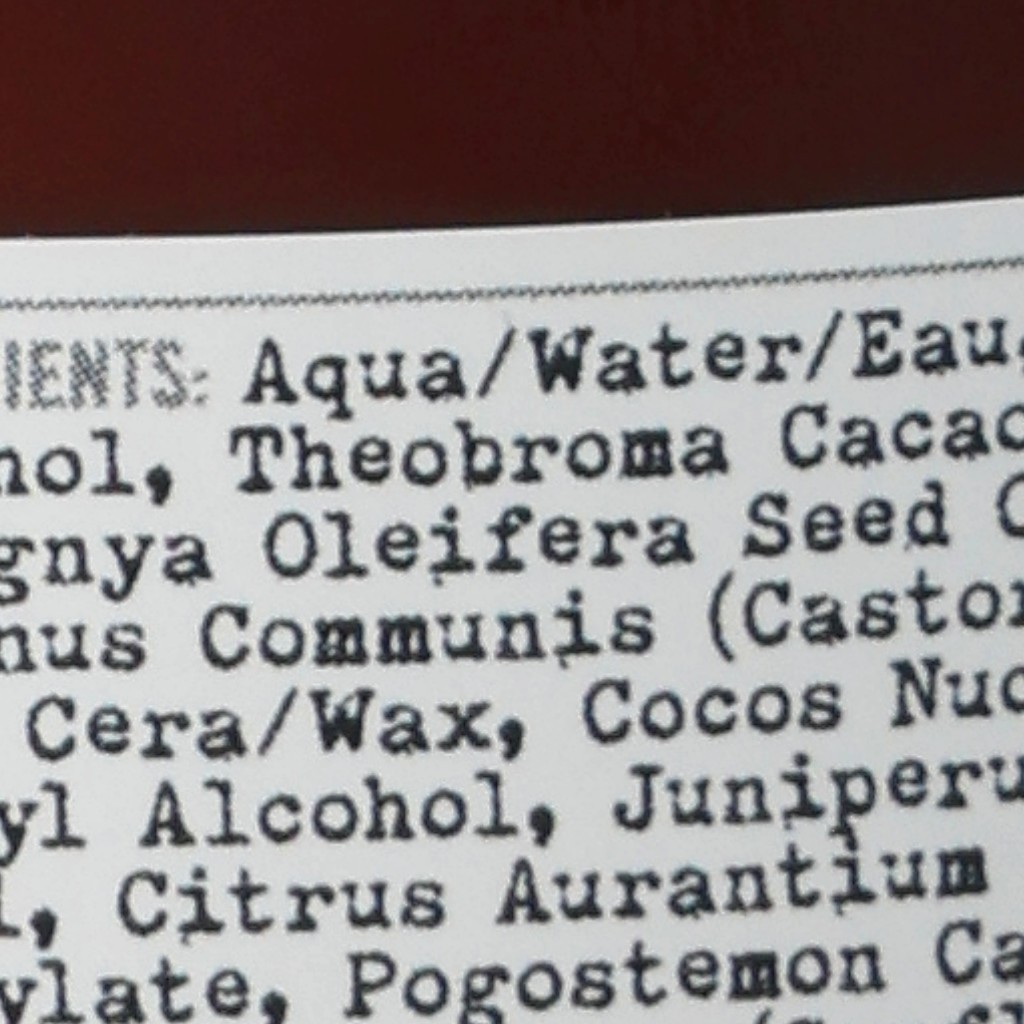 IENTS: Aqua/Water/Eau,
nol, Theobroma Cacao
gnya Oleifera Seed
nus Communis (Castor
Cera/Wax, Cocos Nuc
yl Alcohol, Juniperu
l, Citrus Aurantium
ylate, Pogostemon Ca